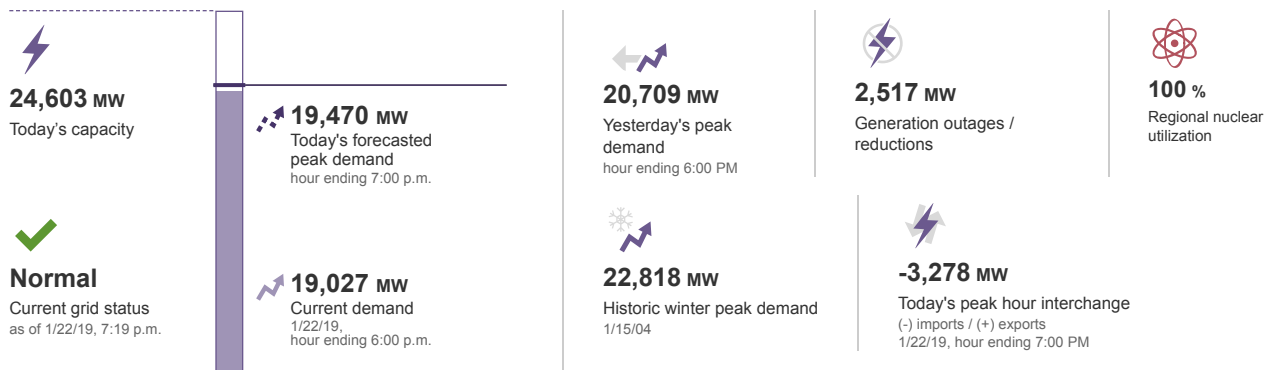 24,603 MW
Today's capacity
Normal
Current grid status
as of 1/22/19, 7:19 p.m.
19,470 MW
Today's forecasted
peak demand
hour ending 7:00 p.m.
19,027 MW
Current demand
1/22/19,
hour ending 6:00 p.m.
20,709 MW
Yesterday's peak
demand
hour ending 6:00 PM
2,517 MW
Generation outages /
reductions
100 %
Regional nuclear
utilization
22,818 MW
Historic winter peak demand
1/15/04
-3,278 MW
Today's peak hour interchange
(-) imports / (+) exports
1/22/19, hour ending 7:00 PM